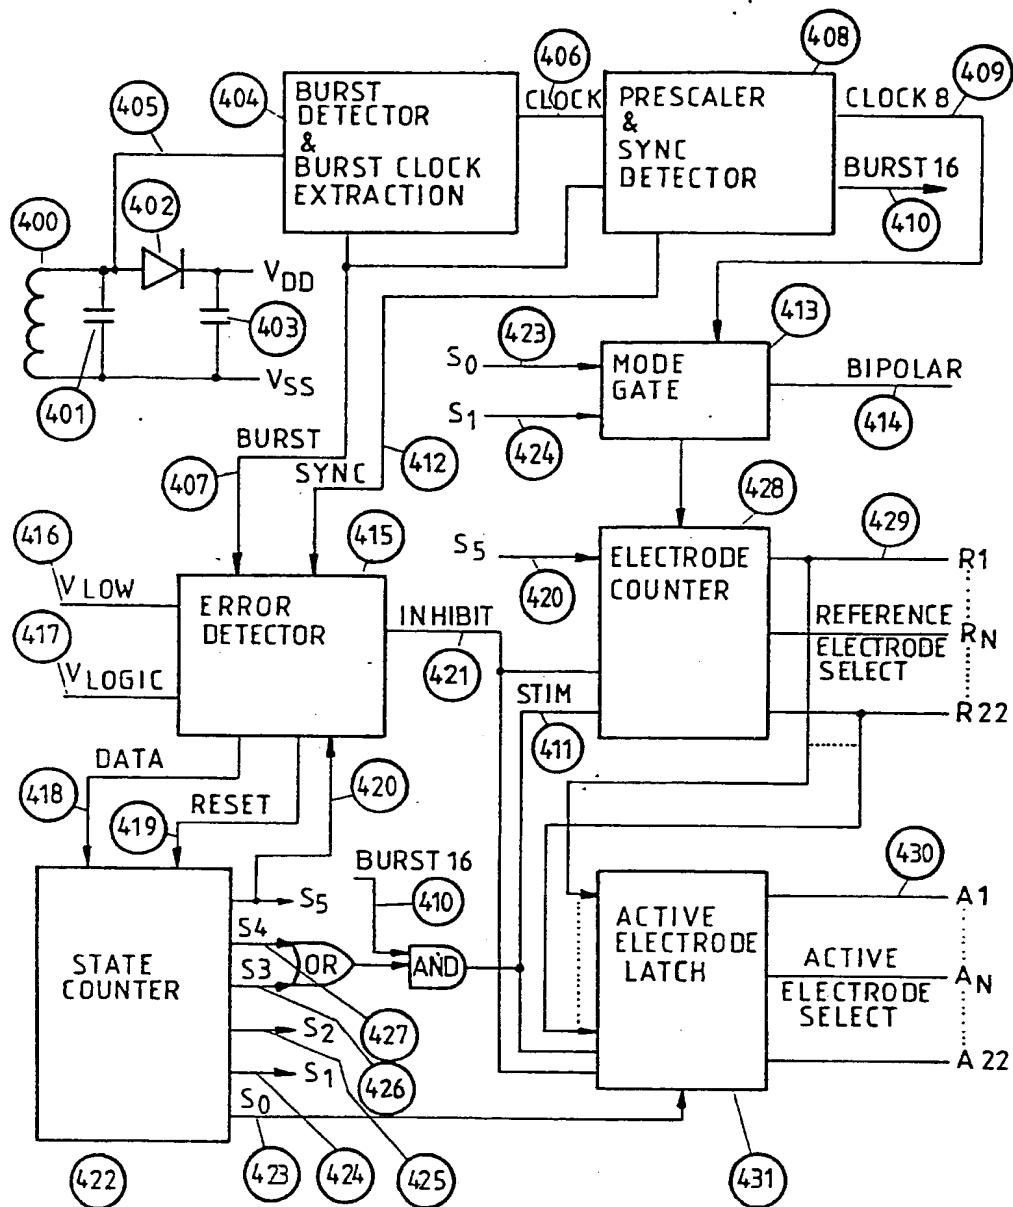 408
406
409
404
BURST
DETECTOR
&
BURST CLOCK
EXTRACTION
CLOCK
PRESCALER
&
SYNC
DETECTOR
CLOCK 8
405
BURST 16
410
402
400
VDD
403
VSS
401
423
413
S0
MODE
GATE
BIPOLAR
414
S1
424
BURST
407
SYNC
412
428
416
415
429
S5
420
ELECTRODE
COUNTER
R1
VLOW
ERROR
DETECTOR
INHIBIT
421
REFERENCE
ELECTRODE
SELECT
RN
417
VLOGIC
STIM
411
R22
DATA
418
RESET
419
420
BURST 16
410
430
S5
S4
OR
AND
ACTIVE
ELECTRODE
LATCH
A1
STATE
COUNTER
S3
ACTIVE
ELECTRODE
SELECT
AN
S2
427
S1
426
A22
S0
422
423
424
425
431